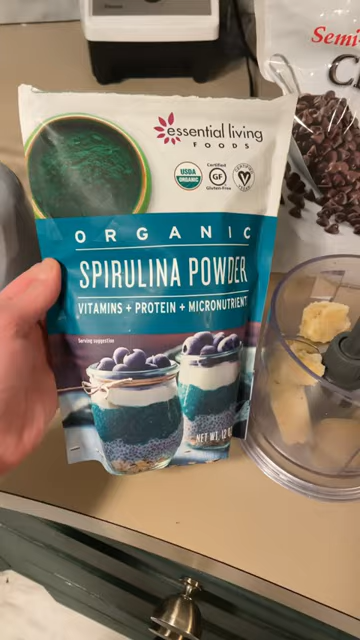 Semi-
essential living
FOODS
USDA
ORGANIC
Certified
GF
Gluten-Free
ORGANIC
SPIRULINA POWDER
VITAMINS + PROTEIN + MICRONUTRIENT
Serving suggestion
NET WT. 12